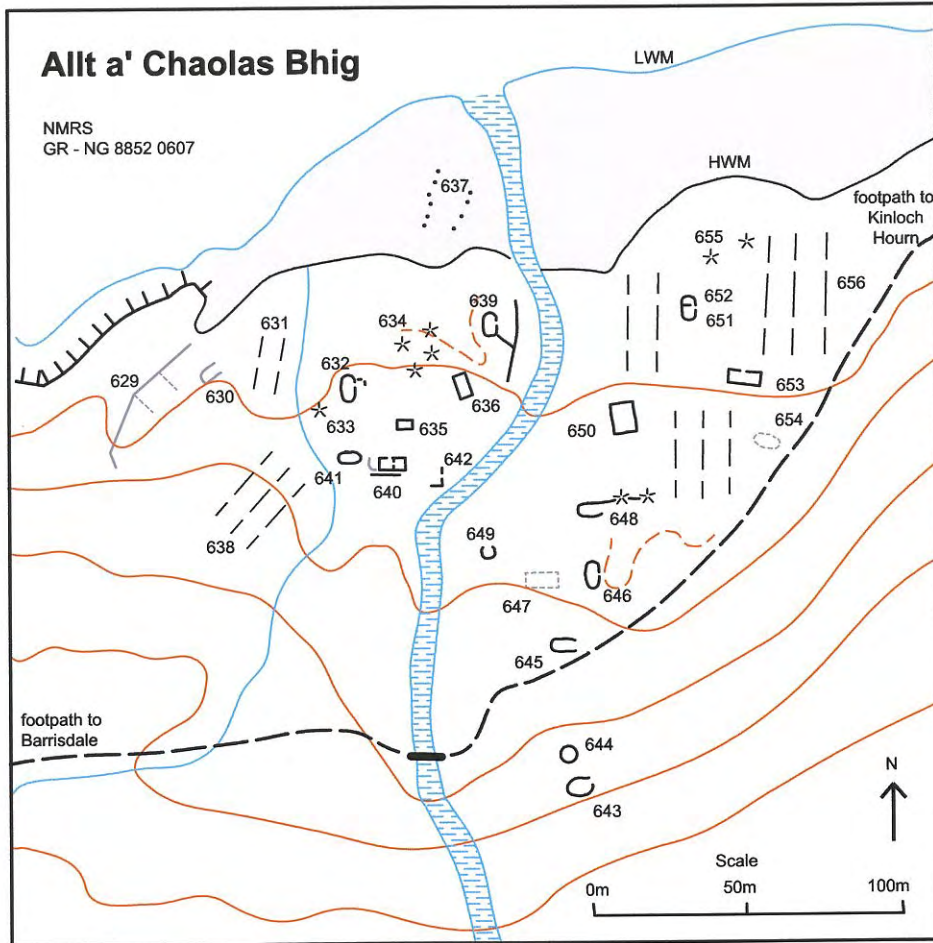 Allt a' Chaolas Bhig
LWM
NMRS
GR - NG 8852 0607
HWM
637
footpath to
Kinloch
Hourn
655
639
652
656
651
631
634
632
629
630
653
636
633
635
650
654
642
641
640
648
638
649
647
646
645
footpath to
Barrisdale
644
N
643
Scale
0m
50m
100m